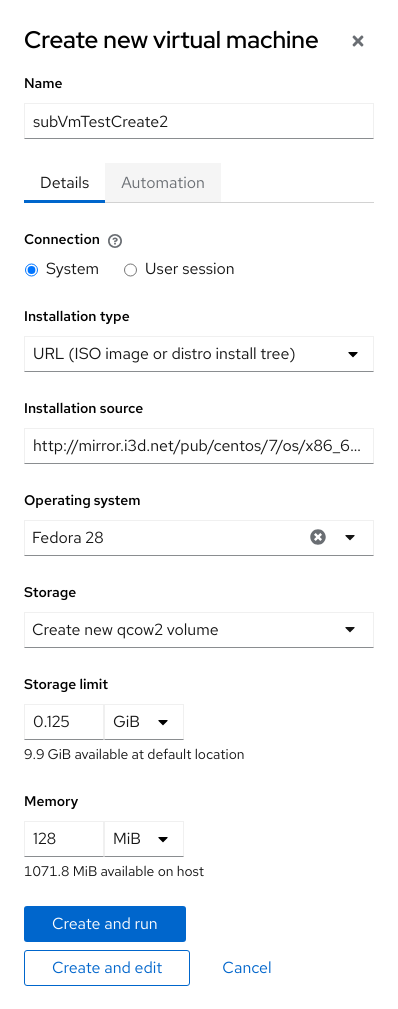 Create new virtual machine
Name
subVmTestCreate2
Details
Automation
Connection
System
User session
Installation type
URL (ISO image or distro install tree)
Installation source
http://mirror.i3d.net/pub/centos/7/os/x86_6...
Operating system
Fedora 28
Storage
Create new qcow2 volume
Storage limit
0.125
GiB
9.9 GiB available at default location
Memory
128
MiB
1071.8 MiB available on host
Create and run
Create and edit
Cancel